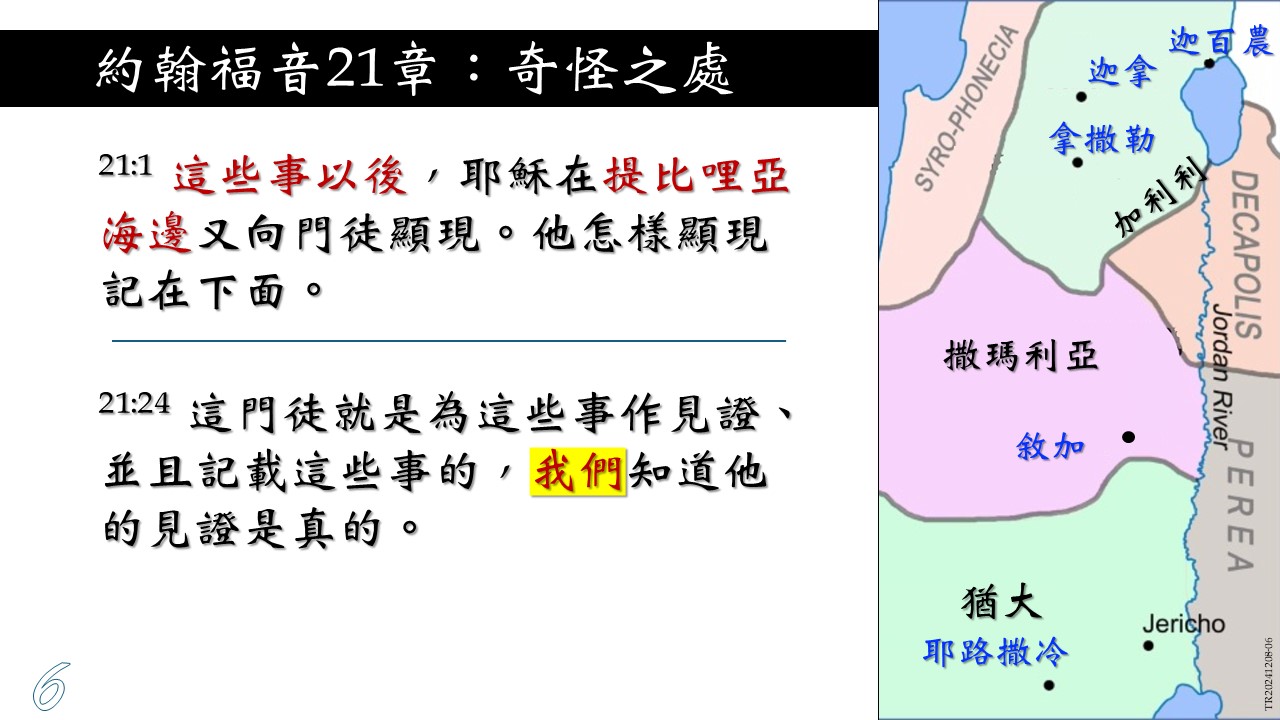 約翰福音21章：奇怪之處
21:1 這些事以後，耶穌在提比哩亞
海邊又向門徒顯現。他怎樣顯現
記在下面。
21:24 這門徒就是為這些事作見證、
並且記載這些事的，我們知道他
的見證是真的。
6
迦百農
迦拿
SYRO-PHONECIA
拿撒勒
加利利
DECAPOLIS
Jordan River
撒瑪利亞
敘加
PEREA
猶大
Jericho
耶路撒冷
TR20241208-06